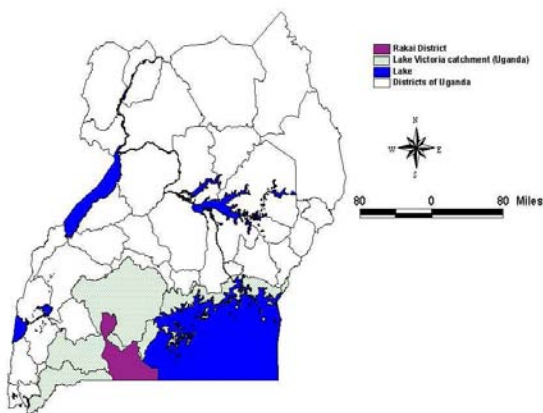 Rakai District
Lake Victoria catchment (Uganda)
Lake
Districts of Uganda
N
W E
S
80 0 80 Miles